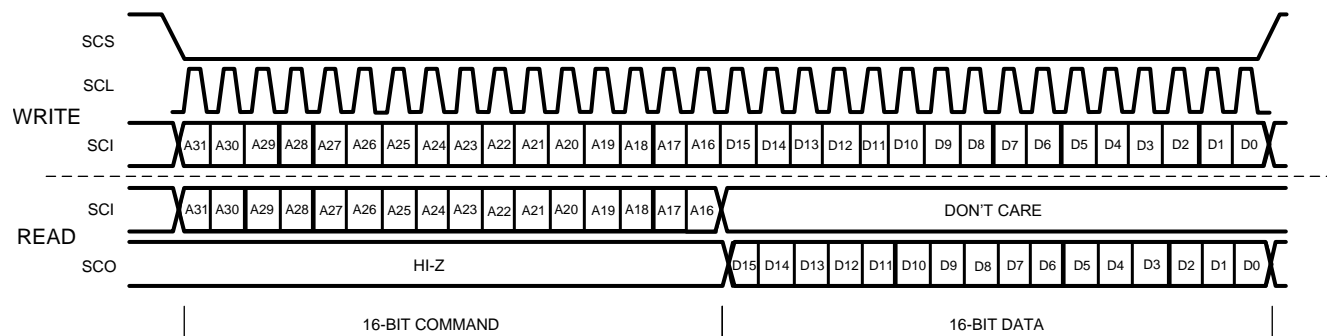 SCS
SCL
WRITE
SCI A31 A30 A29 A28 A27 A26 A25 A24 A23 A22 A21 A20 A19 A18 A17 A16 D15 D14 D13 D12 D11 D10 D9 D8 D7 D6 D5 D4 D3 D2 D1 D0
SCI A31 A30 A29 A28 A27 A26 A25 A24 A23 A22 A21 A20 A19 A18 A17 A16 DON'T CARE
READ
SCO HI-Z D15 D14 D13 D12 D11 D10 D9 D8 D7 D6 D5 D4 D3 D2 D1 D0
16-BIT COMMAND 16-BIT DATA